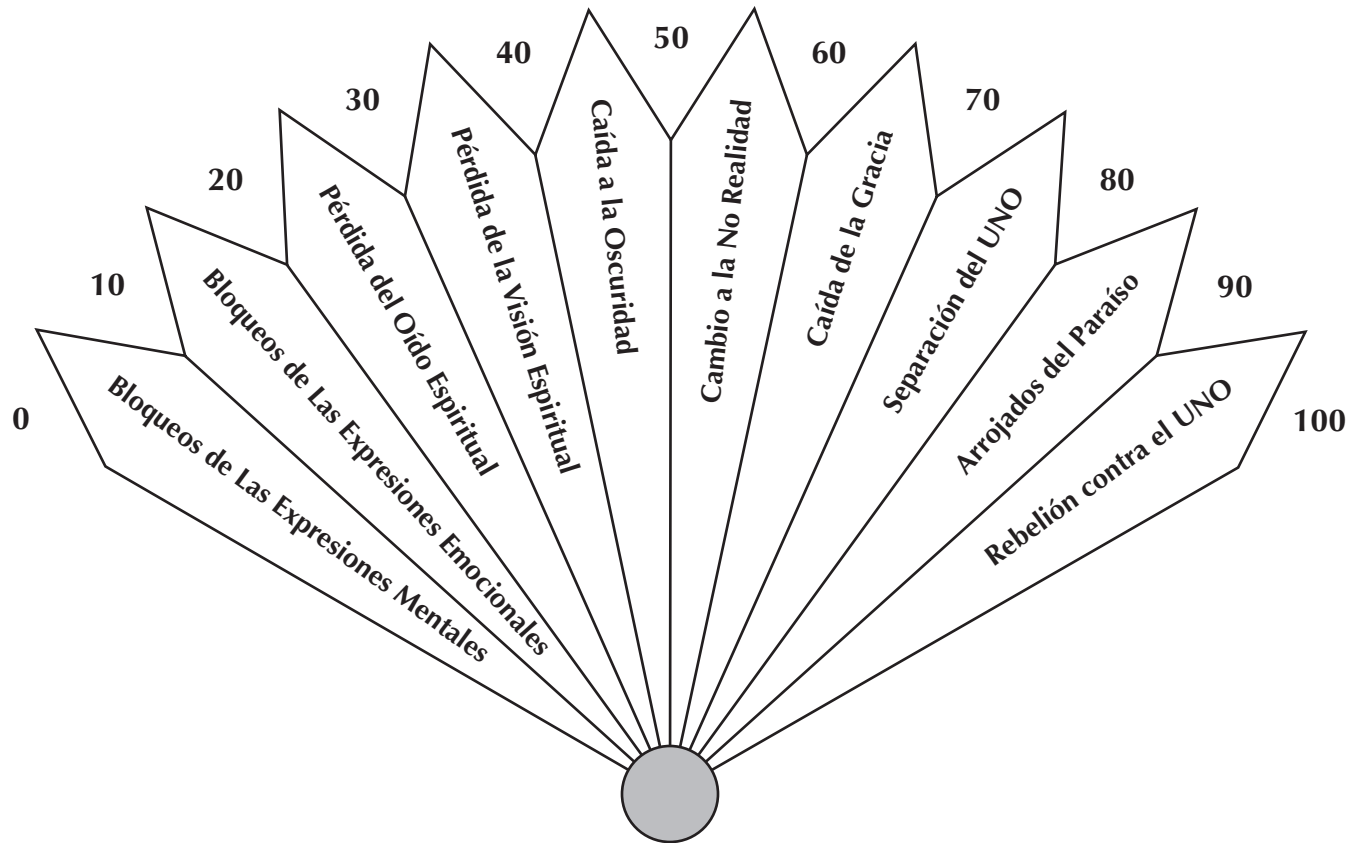 0
Bloqueos de Las Expresiones Mentales
10
Bloqueos de Las Expresiones Emocionales
20
Pérdida del Oído Espiritual
30
Pérdida de la Visión Espiritual
40
Caída a la Oscuridad
50
Cambio a la No Realidad
60
Caída de la Gracia
70
Separación del UNO
80
Arrojados del Paraíso
90
Rebelión contra el UNO
100